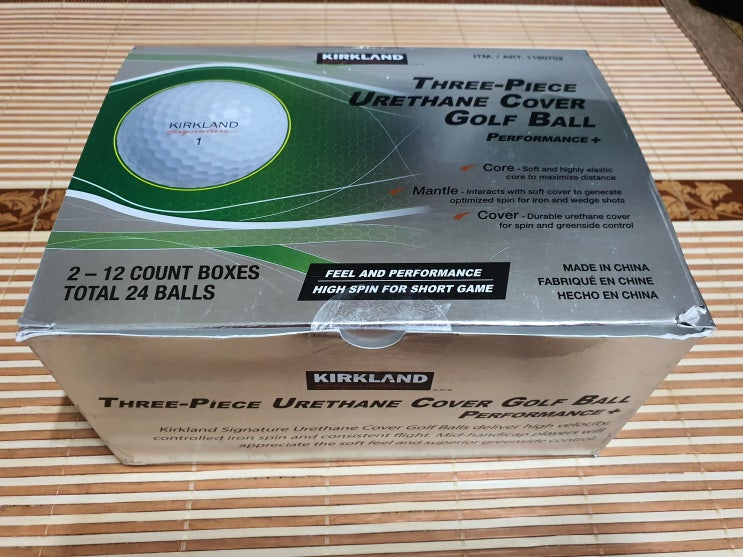 KIRKLAND
ITM. / ART. 1190702
THREE-PIECE
URETHANE COVER
GOLF BALL
PERFORMANCE+
KIRKLAND
Signature
1
Core - Soft and highly elastic
core to maximize distance
Mantle - Interacts with soft cover to generate
optimized spin for iron and wedge shots
Cover - Durable urethane cover
for spin and greenside control
2 – 12 COUNT BOXES
TOTAL 24 BALLS
FEEL AND PERFORMANCE
HIGH SPIN FOR SHORT GAME
MADE IN CHINA
FABRIQUÉ EN CHINE
HECHO EN CHINA
KIRKLAND
THREE-PIECE URETHANE COVER GOLF BALL
PERFORMANCE+
Kirkland Signature Urethane Cover Golf Balls deliver high velocity,
controlled iron spin and consistent flight. Mid-handicap players will
appreciate the soft feel and superior greenside control.